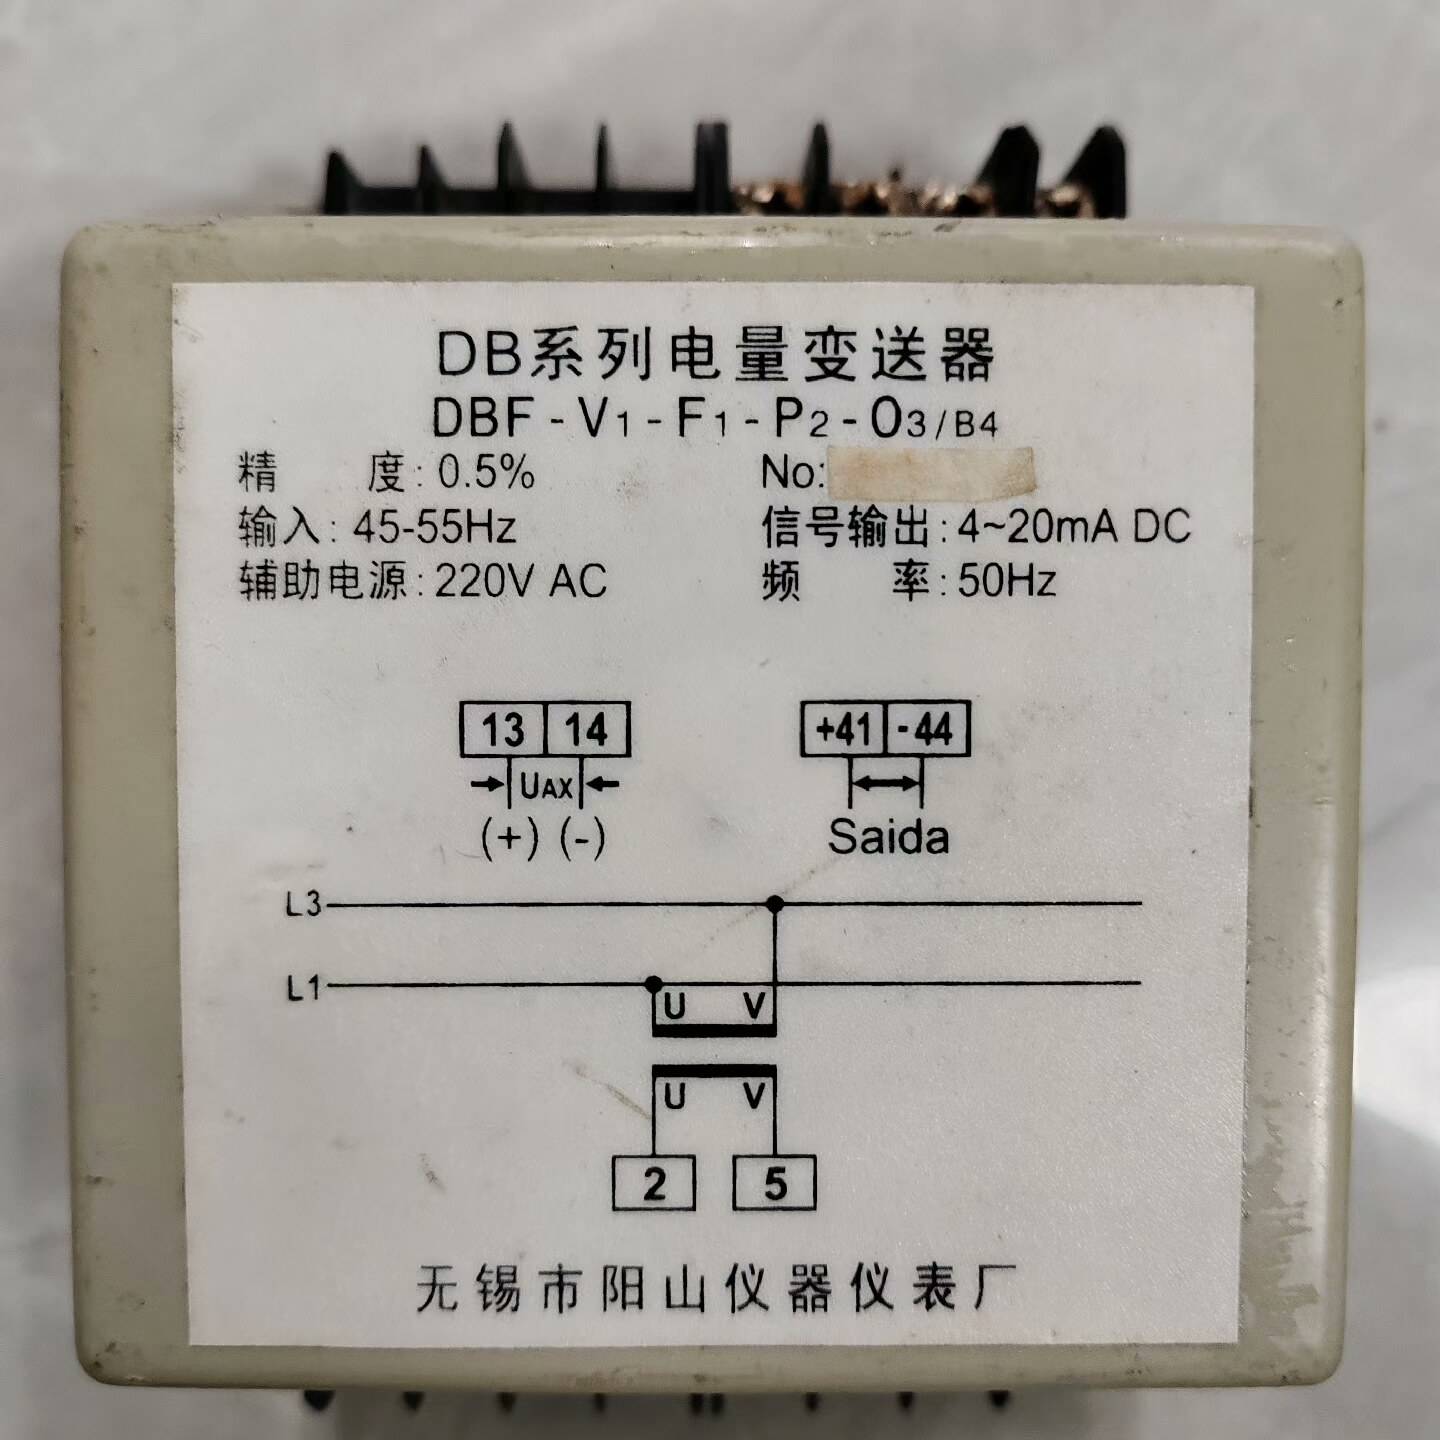 DB系列电量变送器
DBF-V1-F1-P2-O3/B4
精 度: 0.5%
No:
输入: 45-55Hz
信号输出: 4~20mA DC
辅助电源: 220V AC
频 率: 50Hz
13 14
+41 -44
UAX
(+) (-)
Saida
L3
L1
U V
U V
2 5
无锡市阳山仪器仪表厂